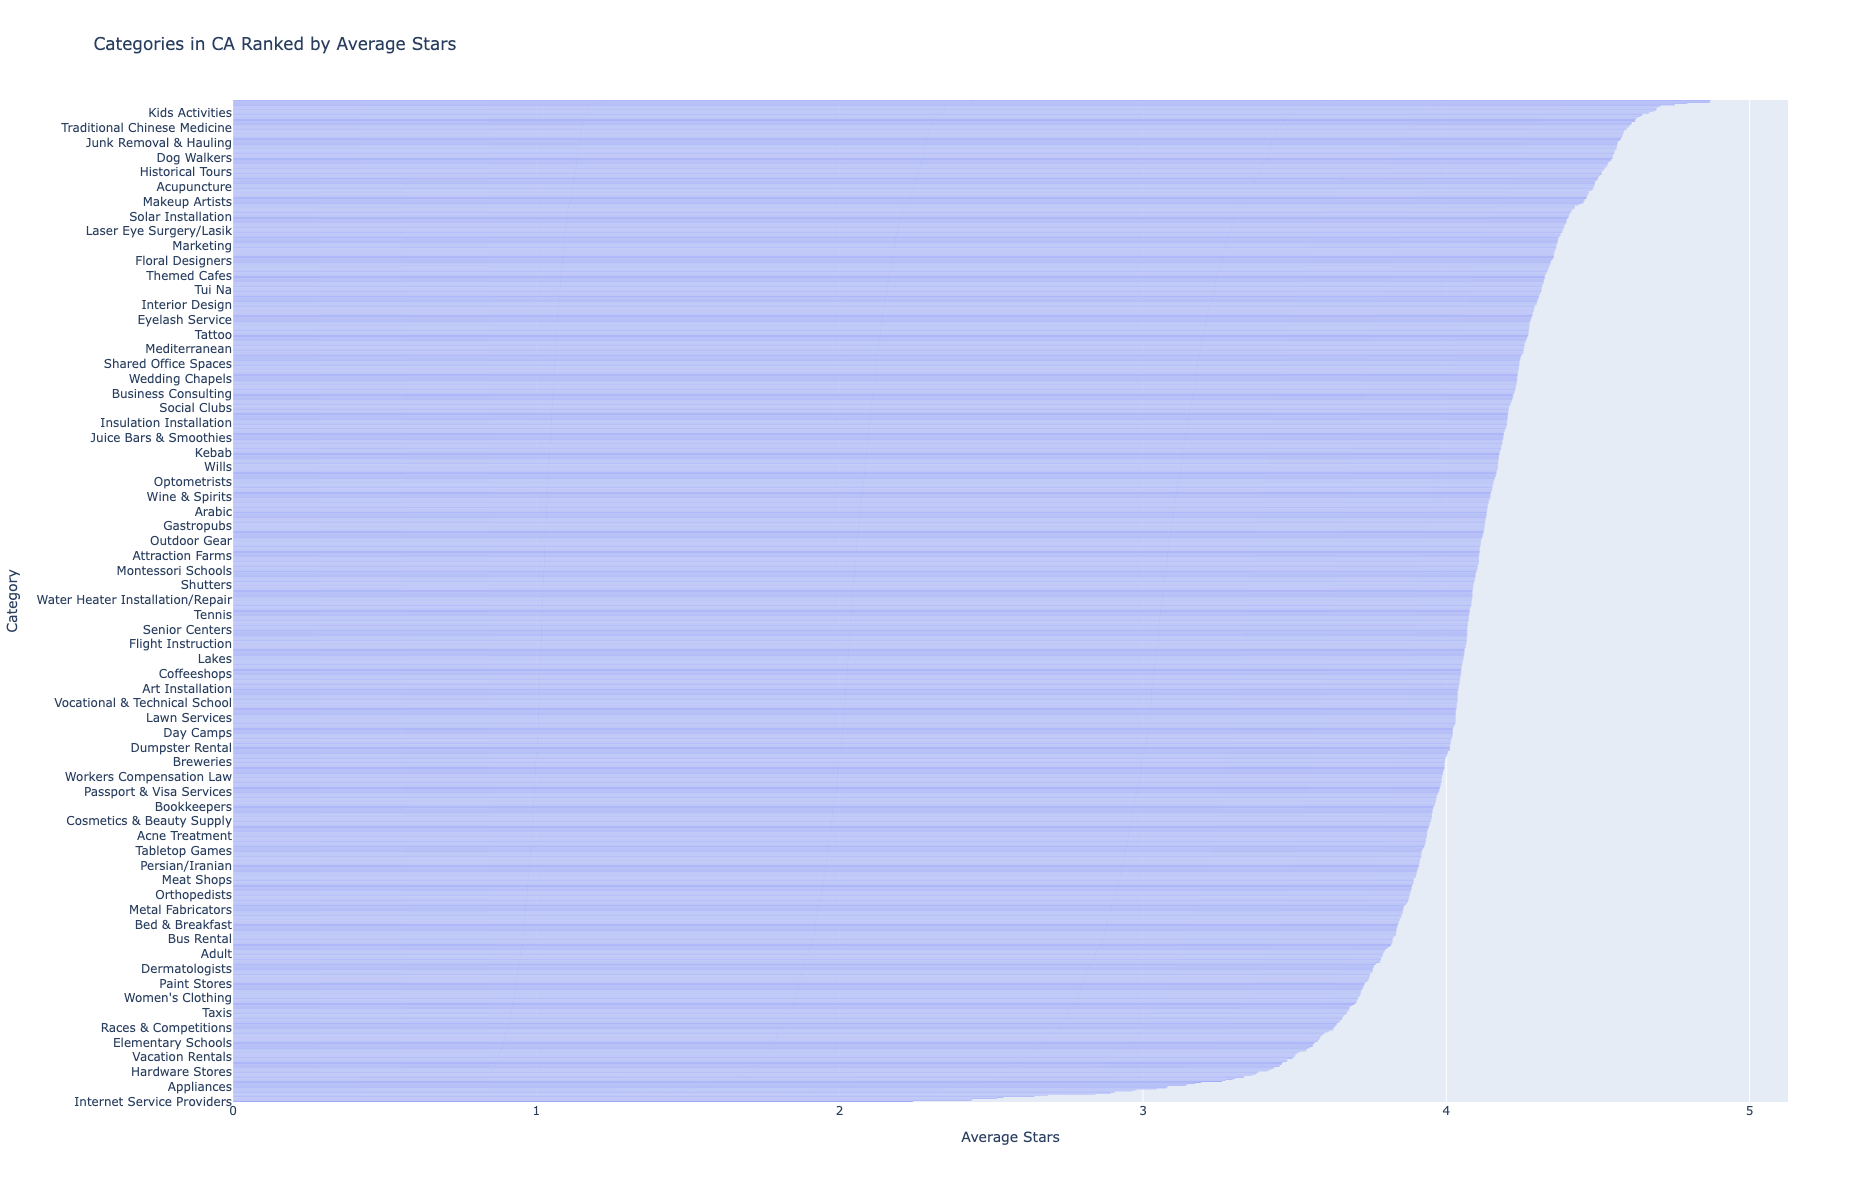 Categories in CA Ranked by Average Stars
Kids Activities
Traditional Chinese Medicine
Junk Removal & Hauling
Dog Walkers
Historical Tours
Acupuncture
Makeup Artists
Solar Installation
Laser Eye Surgery/Lasik
Marketing
Floral Designers
Themed Cafes
Tui Na
Interior Design
Eyelash Service
Tattoo
Mediterranean
Shared Office Spaces
Wedding Chapels
Business Consulting
Social Clubs
Insulation Installation
Juice Bars & Smoothies
Kebab
Wills
Optometrists
Wine & Spirits
Arabic
Gastropubs
Outdoor Gear
Attraction Farms
Montessori Schools
Shutters
Water Heater Installation/Repair
Tennis
Senior Centers
Flight Instruction
Lakes
Coffeeshops
Art Installation
Vocational & Technical School
Lawn Services
Day Camps
Dumpster Rental
Breweries
Workers Compensation Law
Passport & Visa Services
Bookkeepers
Cosmetics & Beauty Supply
Acne Treatment
Tabletop Games
Persian/Iranian
Meat Shops
Orthopedists
Metal Fabricators
Bed & Breakfast
Bus Rental
Adult
Dermatologists
Paint Stores
Women's Clothing
Taxis
Races & Competitions
Elementary Schools
Vacation Rentals
Hardware Stores
Appliances
Internet Service Providers
Category
0 1 2 3 4 5
Average Stars